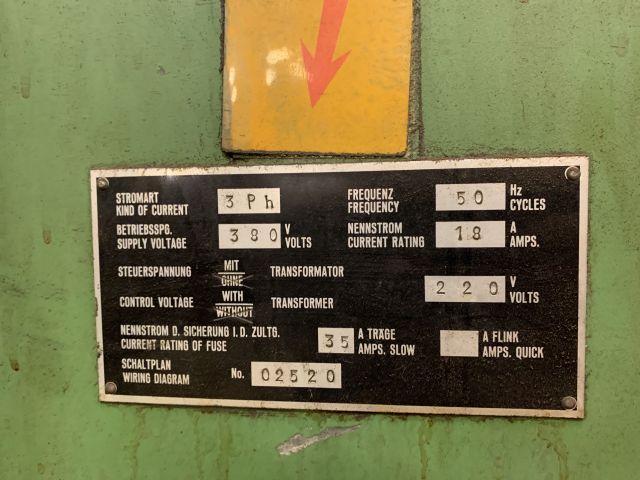 STROMART 3Ph FREQUENZ 50 Hz
KIND OF CURRENT FREQUENCY CYCLES
BETRIEBSSPG. 380 V NENNSTROM 18 A
SUPPLY VOLTAGE VOLTS CURRENT RATING AMPS.
STEUERSPANNUNG MIT TRANSFORMATOR
OHNE
CONTROL VOLTAGE WITH TRANSFORMER 220 V
WITHOUT VOLTS
NENNSTROM D. SICHERUNG I. D. ZULTG. 35 A TRÄGE A FLINK
CURRENT RATING OF FUSE AMPS. SLOW AMPS. QUICK
SCHALTPLAN No. 02520
WIRING DIAGRAM